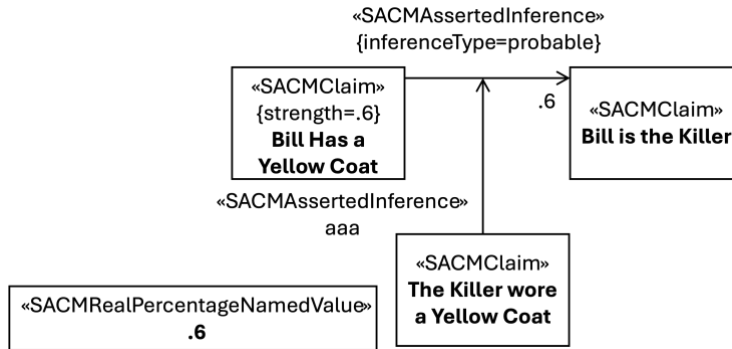 «SACMAssertedInference»
{inferenceType=probable}
«SACMClaim»
{strength=.6}
Bill Has a
Yellow Coat
.6
«SACMClaim»
Bill is the Killer
«SACMAssertedInference»
aaa
«SACMClaim»
The Killer wore
a Yellow Coat
«SACMRealPercentageNamedValue»
.6